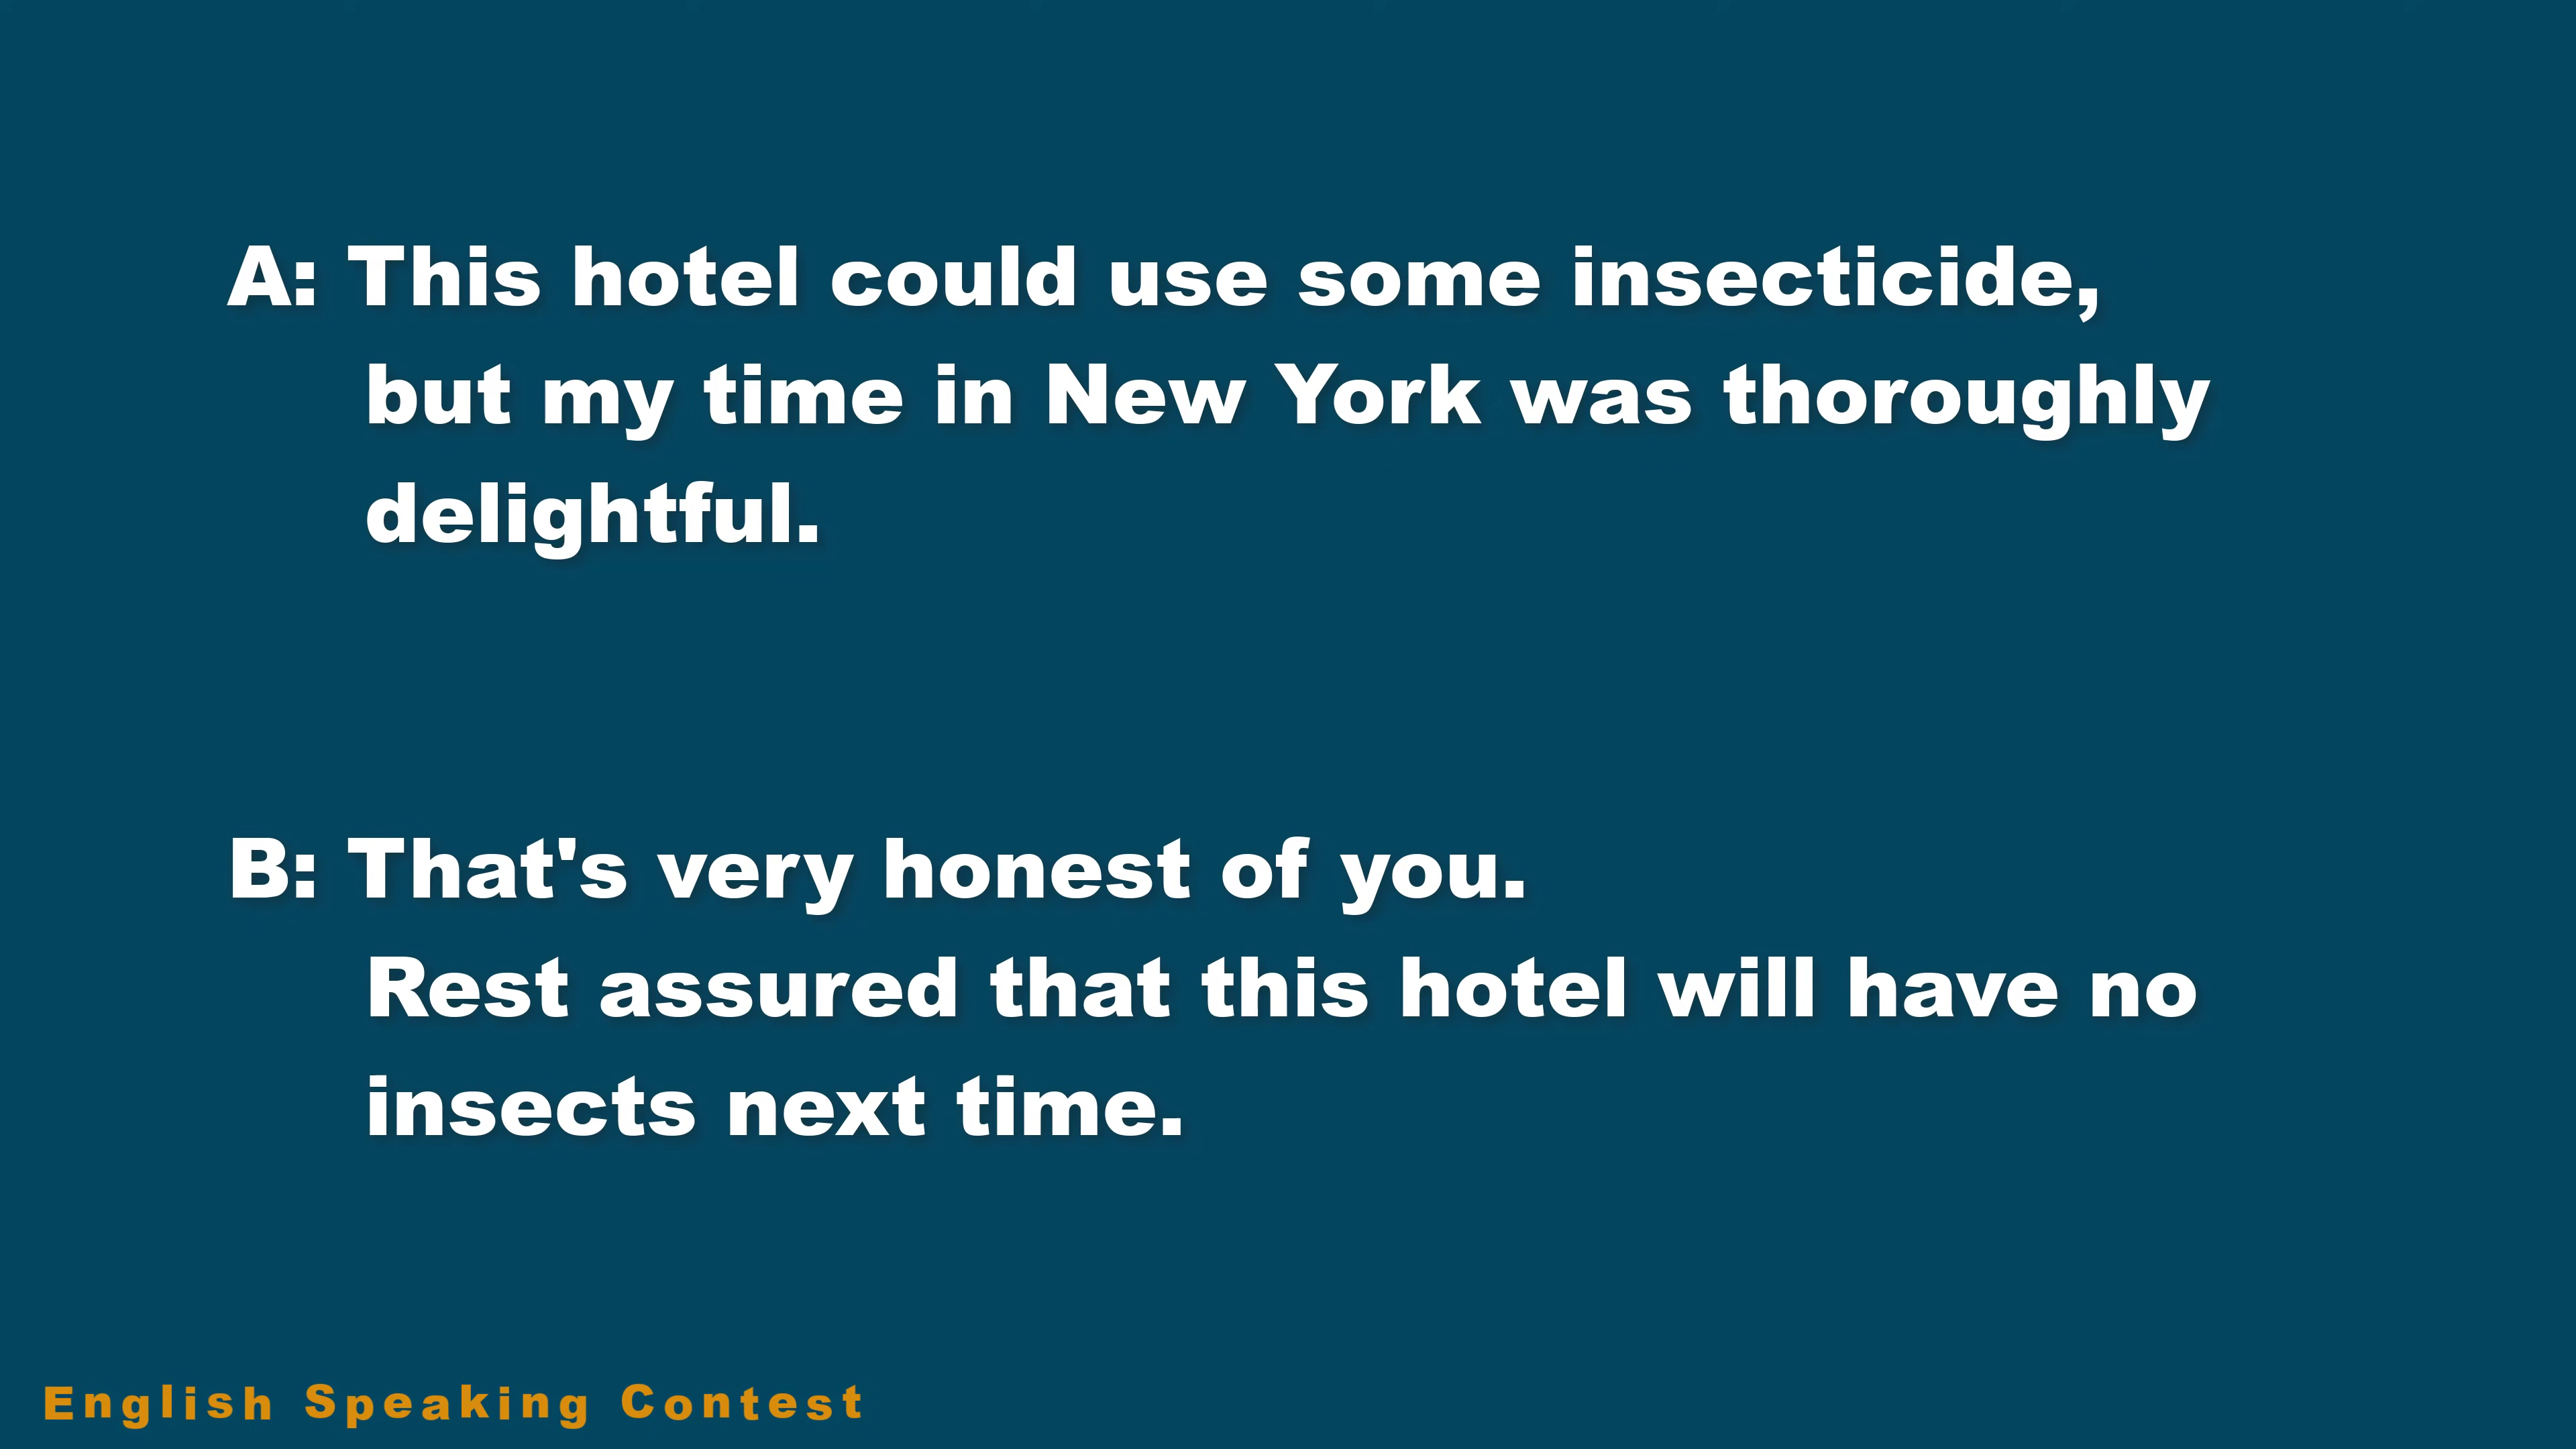 A: This hotel could use some insecticide,
but my time in New York was thoroughly
delightful.
B: That's very honest of you.
Rest assured that this hotel will have no
insects next time.
English Speaking Contest